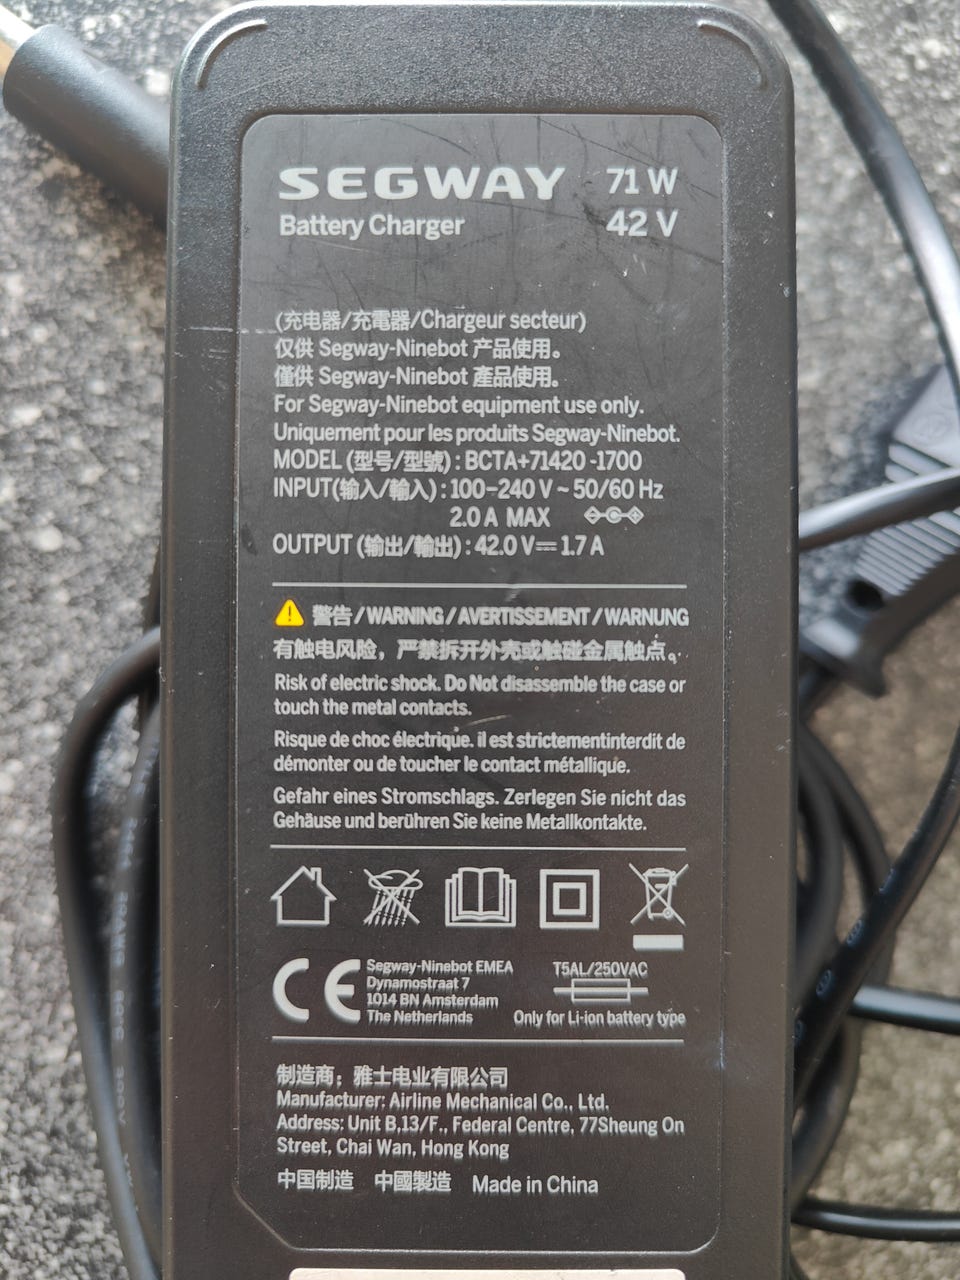 SEGWAY 71 W
Battery Charger 42 V
(充电器/充電器/Chargeur secteur)
仅供 Segway-Ninebot 产品使用。
僅供 Segway-Ninebot 產品使用。
For Segway-Ninebot equipment use only.
Uniquement pour les produits Segway-Ninebot.
MODEL (型号/型號) : BCTA+71420 -1700
INPUT(输入/輸入) : 100-240 V ~ 50/60 Hz
2.0 A MAX
OUTPUT (输出/輸出) : 42.0 V⎓ 1.7 A
警告 / WARNING / AVERTISSEMENT / WARNUNG
有触电风险，严禁拆开外壳或触碰金属触点。
Risk of electric shock. Do Not disassemble the case or
touch the metal contacts.
Risque de choc électrique. il est strictementinterdit de
démonter ou de toucher le contact métallique.
Gefahr eines Stromschlags. Zerlegen Sie nicht das
Gehäuse und berühren Sie keine Metallkontakte.
CE
Segway-Ninebot EMEA
Dynamostraat 7
1014 BN Amsterdam
The Netherlands
T5AL/250VAC
Only for Li-ion battery type
制造商：雅士电业有限公司
Manufacturer: Airline Mechanical Co., Ltd.
Address: Unit B,13/F., Federal Centre, 77Sheung On
Street, Chai Wan, Hong Kong
中国制造 中國製造 Made in China